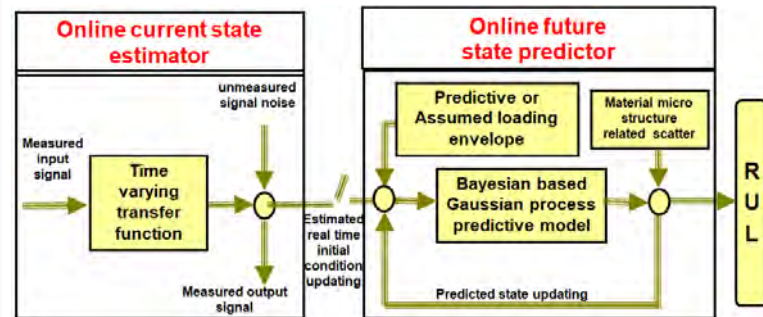 Online current state
estimator
unmeasured
signal noise
Measured
input
signal
Time
varying
transfer
function
Measured output
signal
Estimated
real time
initial
condition
updating
Online future
state predictor
Predictive or
Assumed loading
envelope
Material micro
structure
related scatter
Bayesian based
Gaussian process
predictive model
Predicted state updating
R
U
L